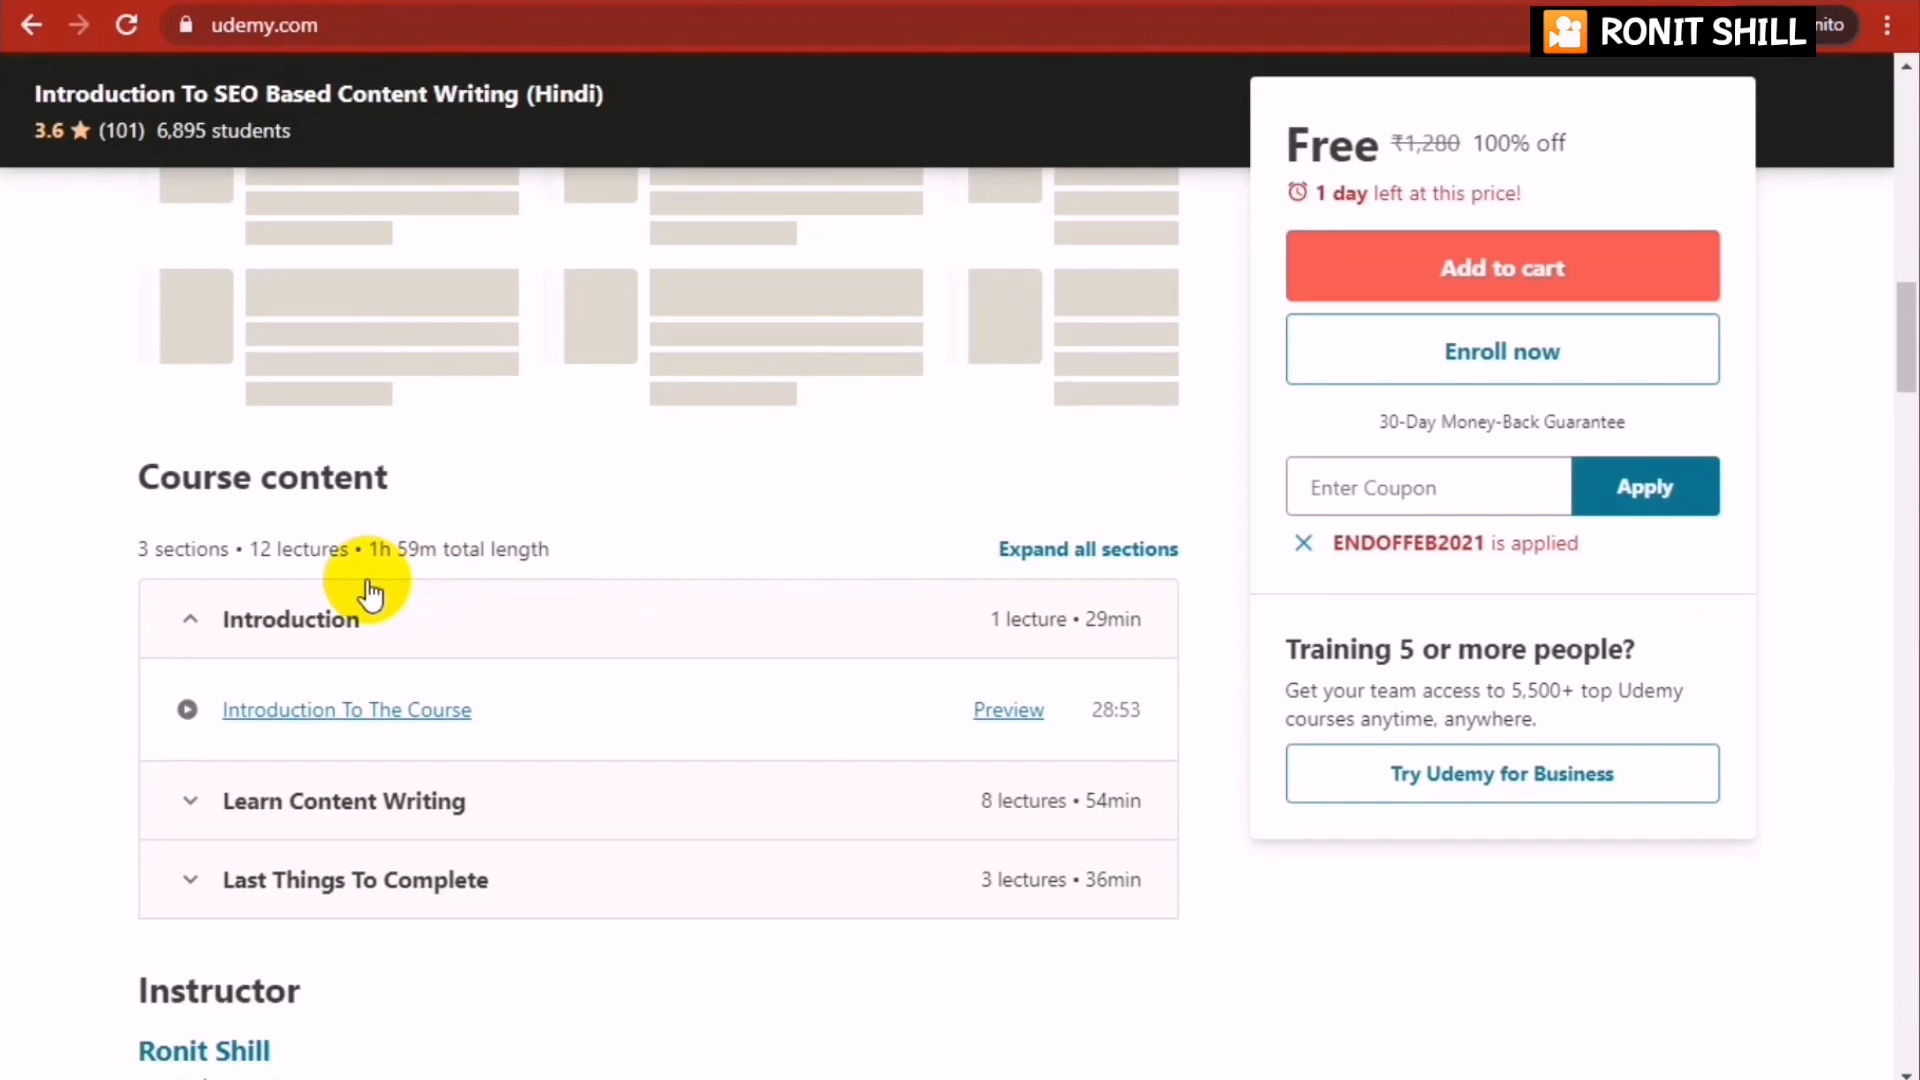 udemy.com
RONIT SHILL
Introduction To SEO Based Content Writing (Hindi)
3.6 ★ (101) 6,895 students
Free ₹1,280 100% off
1 day left at this price!
Add to cart
Enroll now
30-Day Money-Back Guarantee
Enter Coupon Apply
ENDOFFEB2021 is applied
Training 5 or more people?
Get your team access to 5,500+ top Udemy
courses anytime, anywhere.
Try Udemy for Business
Course content
3 sections • 12 lectures • 1h 59m total length
Expand all sections
Introduction 1 lecture • 29min
Introduction To The Course Preview 28:53
Learn Content Writing 8 lectures • 54min
Last Things To Complete 3 lectures • 36min
Instructor
Ronit Shill